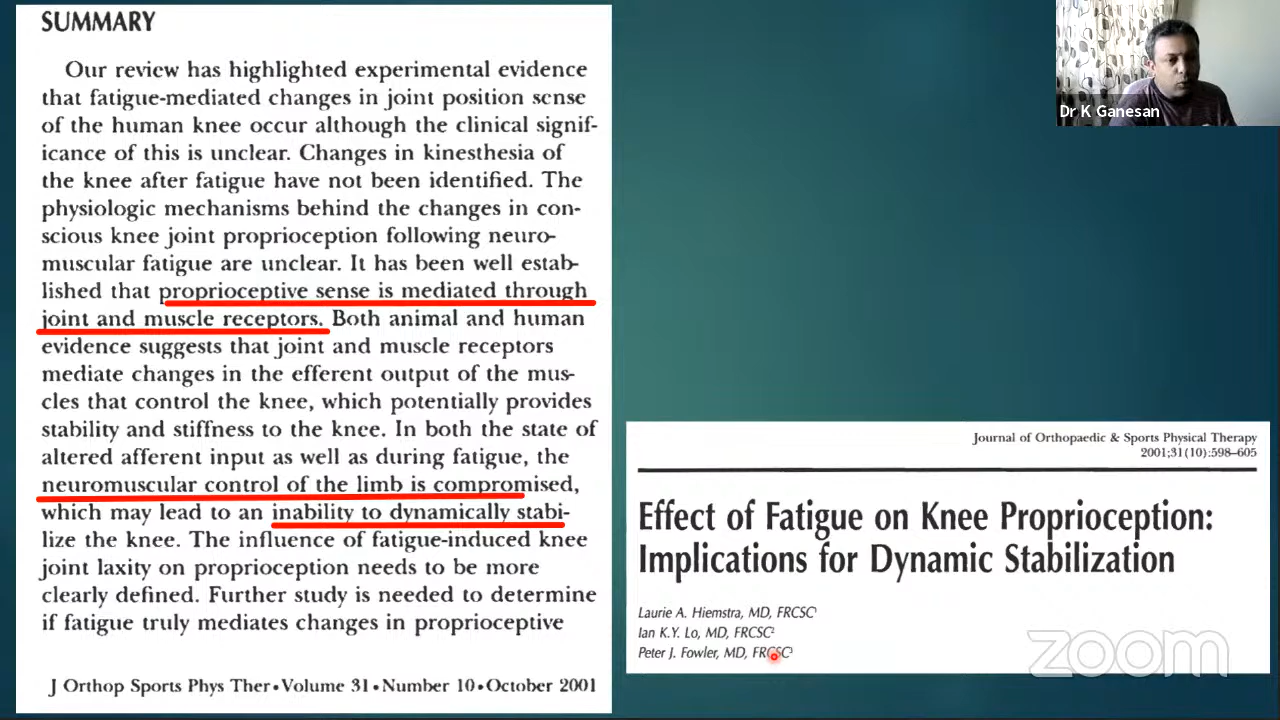 SUMMARY
Our review has highlighted experimental evidence
that fatigue-mediated changes in joint position sense
of the human knee occur although the clinical signif-
icance of this is unclear. Changes in kinesthesia of
the knee after fatigue have not been identified. The
physiologic mechanisms behind the changes in con-
scious knee joint proprioception following neuro-
muscular fatigue are unclear. It has been well estab-
lished that proprioceptive sense is mediated through
joint and muscle receptors. Both animal and human
evidence suggests that joint and muscle receptors
mediate changes in the efferent output of the mus-
cles that control the knee, which potentially provides
stability and stiffness to the knee. In both the state of
altered afferent input as well as during fatigue, the
neuromuscular control of the limb is compromised,
which may lead to an inability to dynamically stabi-
lize the knee. The influence of fatigue-induced knee
joint laxity on proprioception needs to be more
clearly defined. Further study is needed to determine
if fatigue truly mediates changes in proprioceptive
J Orthop Sports Phys Ther•Volume 31•Number 10•October 2001
Dr K Ganesan
Journal of Orthopaedic & Sports Physical Therapy
2001;31(10):598–605
Effect of Fatigue on Knee Proprioception:
Implications for Dynamic Stabilization
Laurie A. Hiemstra, MD, FRCSC¹
Ian K.Y. Lo, MD, FRCSC²
Peter J. Fowler, MD, FRCSC³
zoom